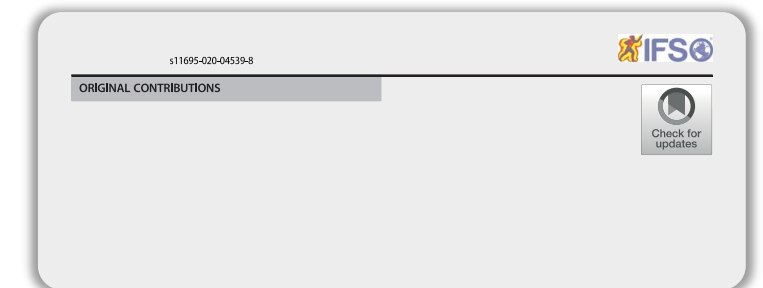 IFSO
s11695-020-04539-8
ORIGINAL CONTRIBUTIONS
Check for
updates